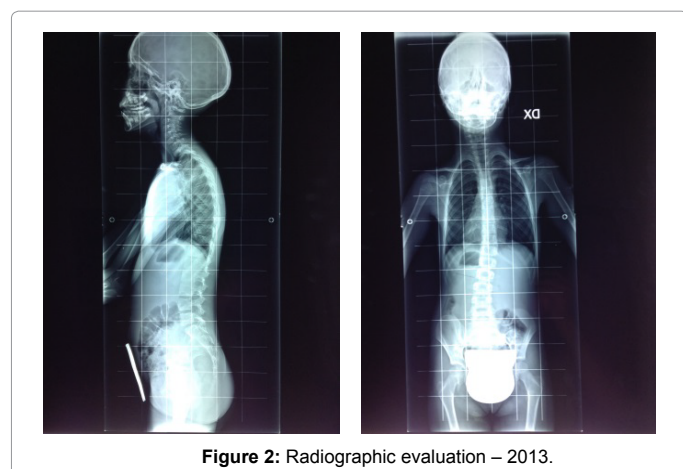 DX
Figure 2: Radiographic evaluation – 2013.